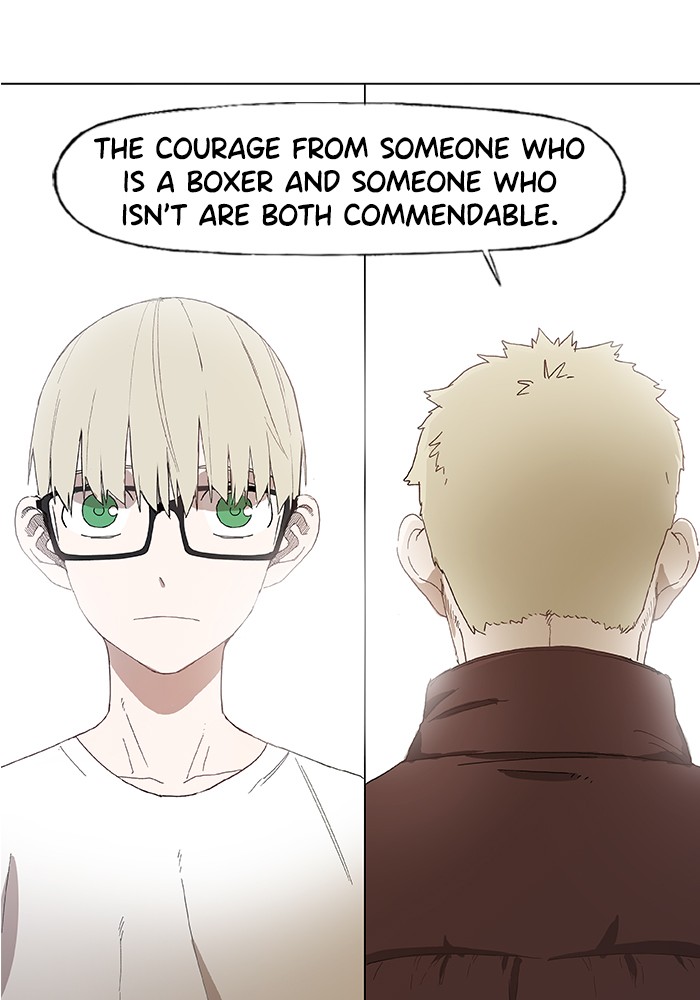 THE COURAGE FROM SOMEONE WHO
IS A BOXER AND SOMEONE WHO
ISN'T ARE BOTH COMMENDABLE.